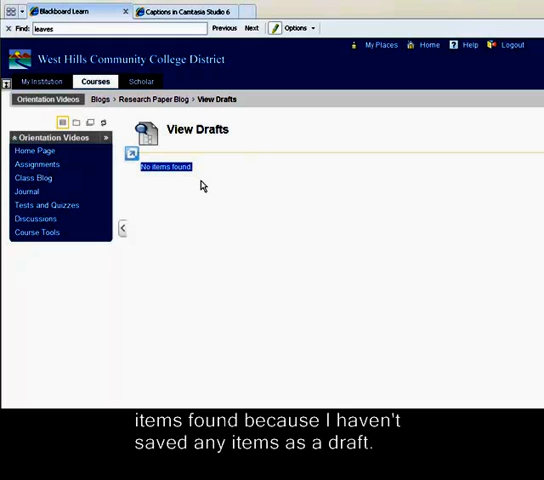 Blackboard Learn
Captions in Camtasia Studio 6
Find: leaves Previous Next Options
My Places Home Help Logout
West Hills Community College District
My Institution Courses Scholar
Orientation Videos Blogs > Research Paper Blog > View Drafts
Orientation Videos
View Drafts
Home Page
Assignments
Class Blog
Journal
Tests and Quizzes
Discussions
Course Tools
No items found
items found because I haven't
saved any items as a draft.